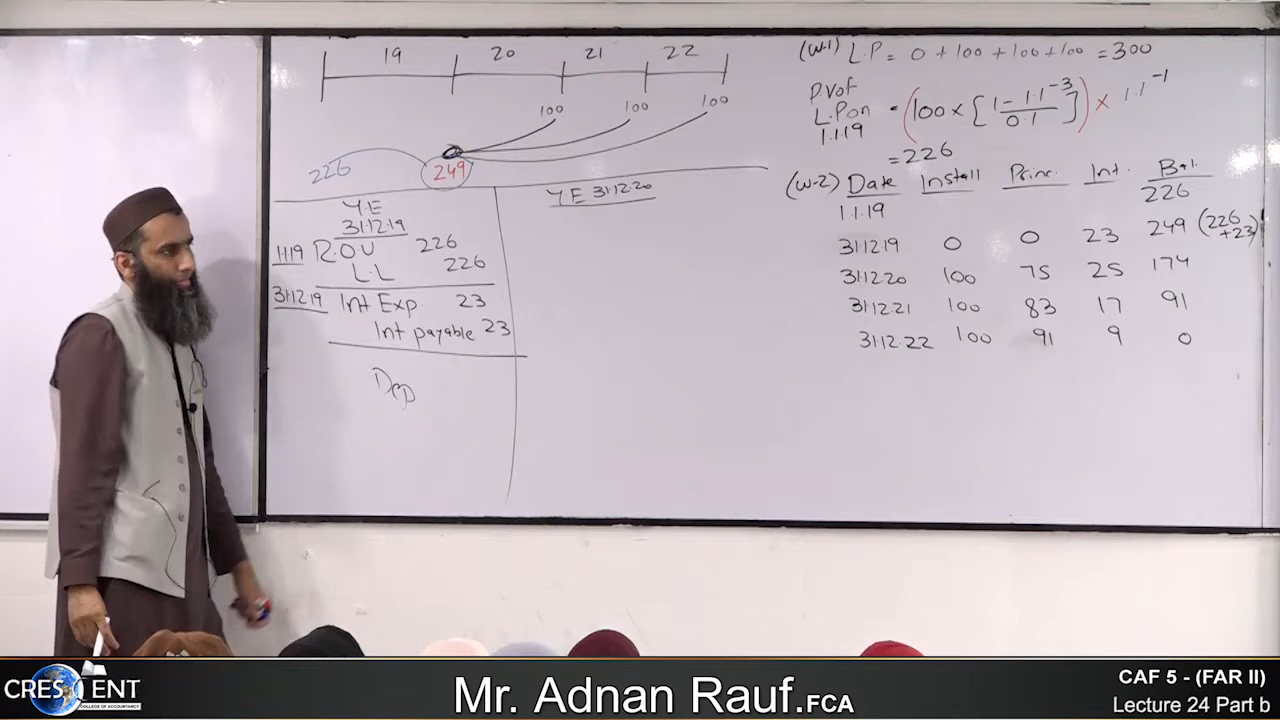 19 20 21 22
100 100 100
226 249
Y.E
31.12.19
1.1.19 R.O.U 226
L.L 226
31.12.19 Int Exp. 23
Int payable 23
Dep
Y.E 31.12.20
(W-1) L.P = 0 + 100 + 100 + 100 = 300
P.V of
L.P on
1.1.19
= (100 × [1 - 1.1^-3 / 0.1]) × 1.1^-1
= 226
(W-2) Date Install Princ. Int. Bal.
1.1.19 226
31.12.19 0 0 23 249 (226 +23)
31.12.20 100 75 25 174
31.12.21 100 83 17 91
31.12.22 100 91 9 0
CRESCENT
COLLEGE OF ACCOUNTANCY
Mr. Adnan Rauf.FCA
CAF 5 - (FAR II)
Lecture 24 Part b